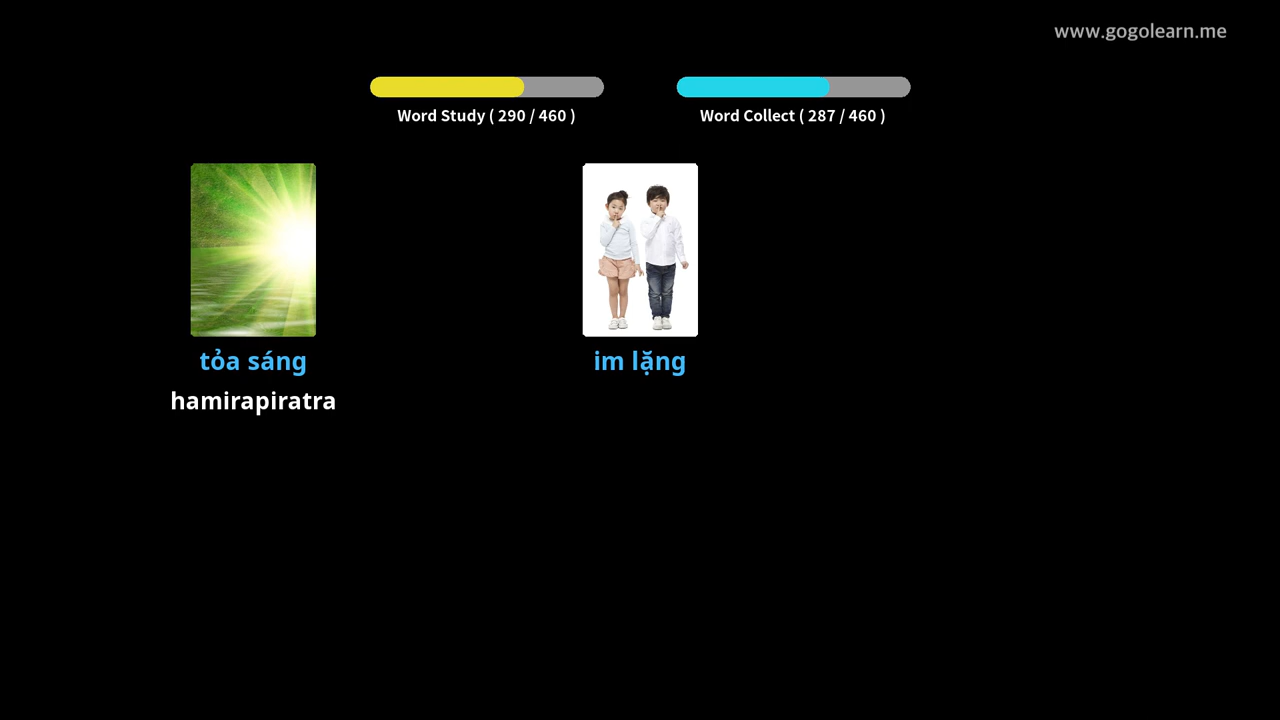 www.gogolearn.me
Word Study ( 290 / 460 )
Word Collect ( 287 / 460 )
tỏa sáng
im lặng
hamirapiratra